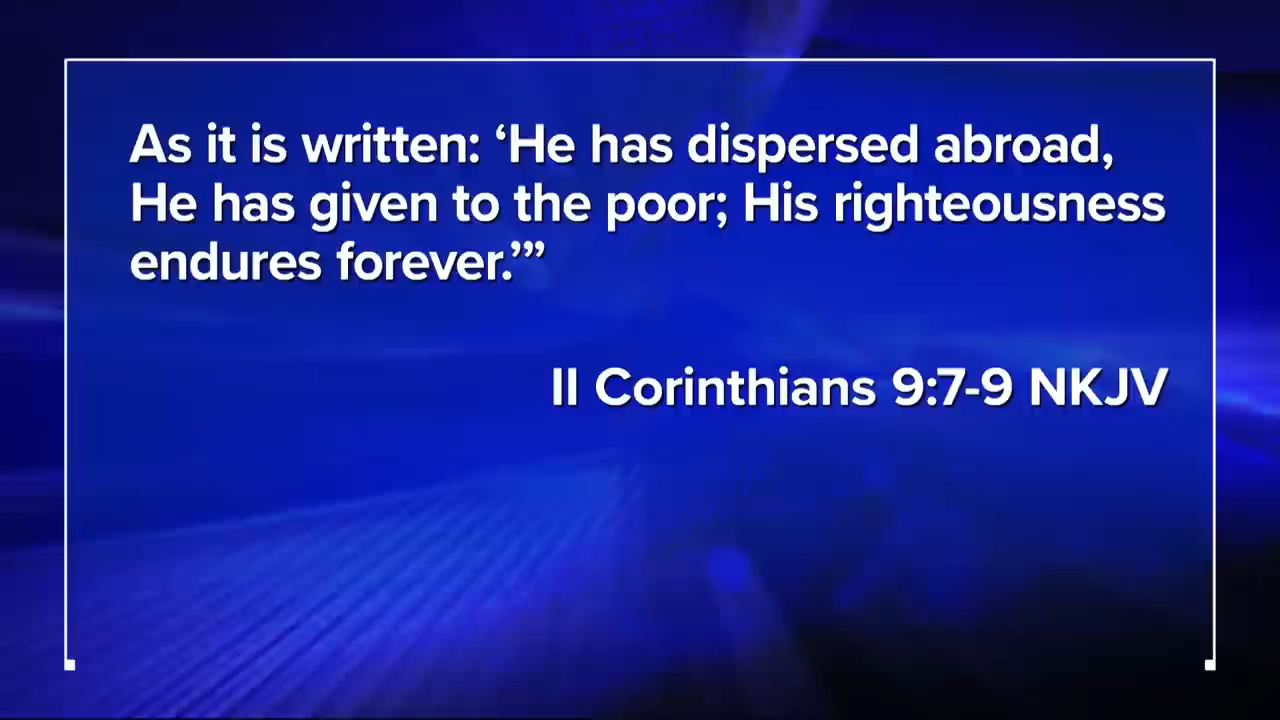 As it is written: ‘He has dispersed abroad,
He has given to the poor; His righteousness
endures forever.’”
II Corinthians 9:7-9 NKJV